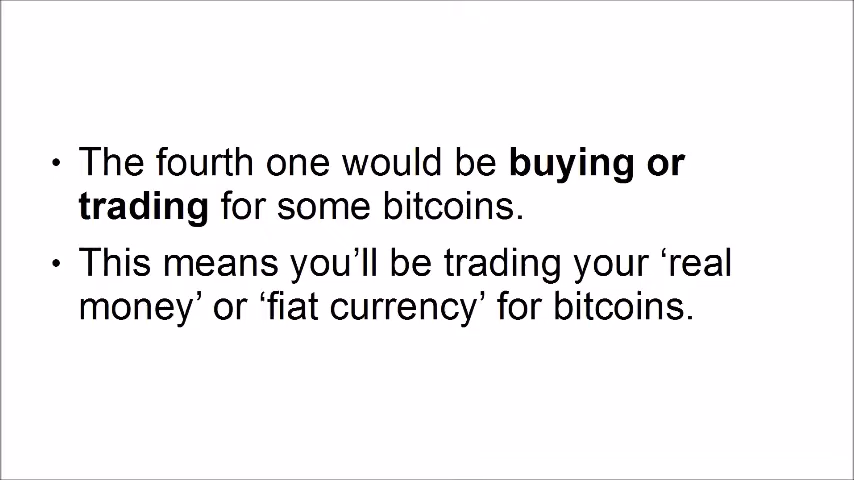 • The fourth one would be buying or
trading for some bitcoins.
• This means you’ll be trading your ‘real
money’ or ‘fiat currency’ for bitcoins.